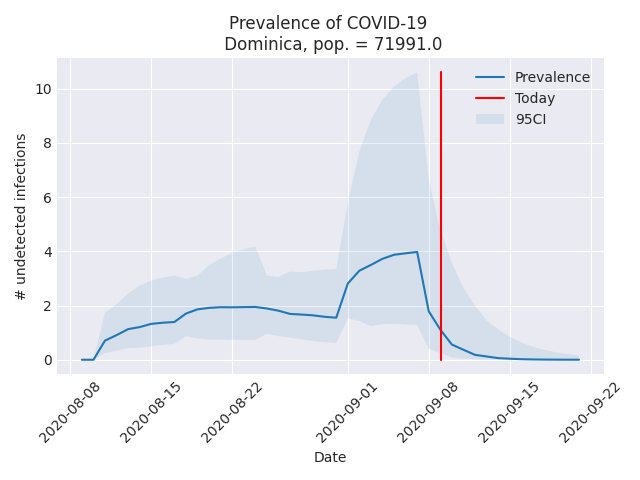 Prevalence of COVID-19
Dominica, pop. = 71991.0
# undetected infections
10
8
6
4
2
0
Prevalence
Today
95CI
2020-08-08
2020-08-15
2020-08-22
2020-09-01
2020-09-08
2020-09-15
2020-09-22
Date